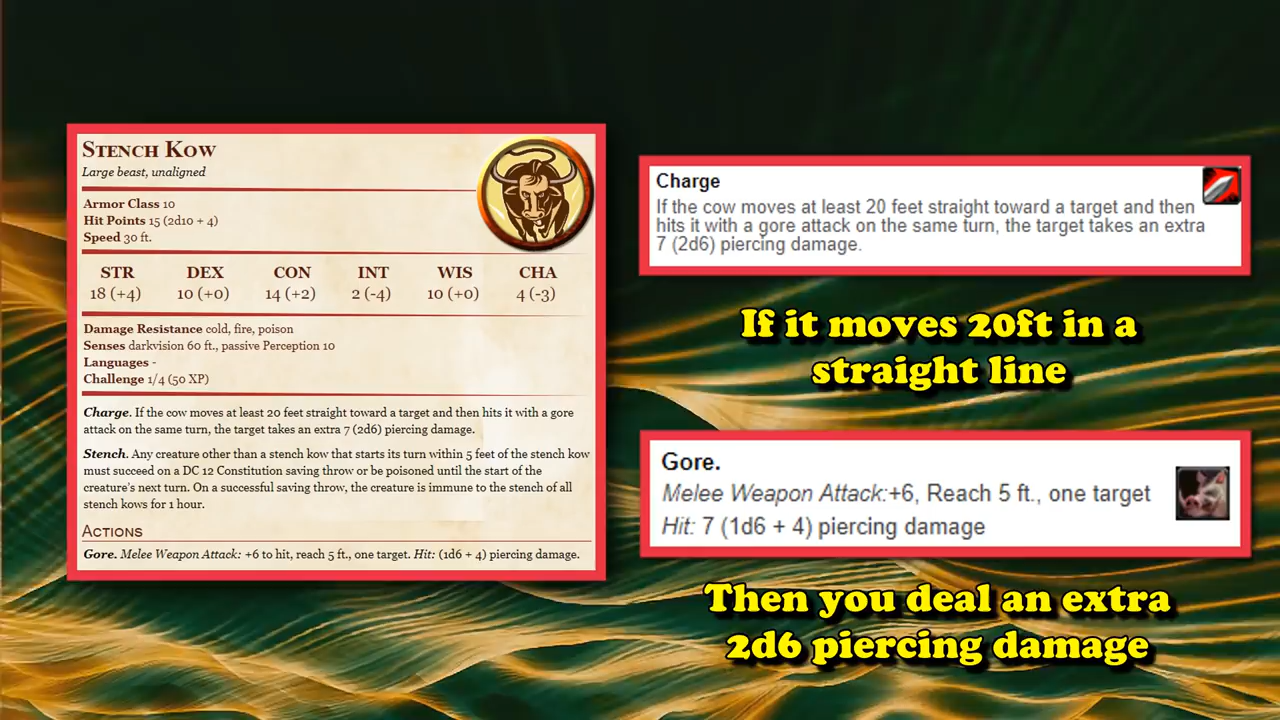 Stench Kow
Large beast, unaligned
Armor Class 10
Hit Points 15 (2d10 + 4)
Speed 30 ft.
STR DEX CON INT WIS CHA
18 (+4) 10 (+0) 14 (+2) 2 (-4) 10 (+0) 4 (-3)
Damage Resistance cold, fire, poison
Senses darkvision 60 ft., passive Perception 10
Languages -
Challenge 1/4 (50 XP)
Charge. If the cow moves at least 20 feet straight toward a target and then hits it with a gore
attack on the same turn, the target takes an extra 7 (2d6) piercing damage.
Stench. Any creature other than a stench kow that starts its turn within 5 feet of the stench kow
must succeed on a DC 12 Constitution saving throw or be poisoned until the start of the
creature's next turn. On a successful saving throw, the creature is immune to the stench of all
stench kows for 1 hour.
Actions
Gore. Melee Weapon Attack: +6 to hit, reach 5 ft., one target. Hit: (1d6 + 4) piercing damage.
Charge
If the cow moves at least 20 feet straight toward a target and then
hits it with a gore attack on the same turn, the target takes an extra
7 (2d6) piercing damage.
If it moves 20ft in a
straight line
Gore.
Melee Weapon Attack:+6, Reach 5 ft., one target
Hit: 7 (1d6 + 4) piercing damage
Then you deal an extra
2d6 piercing damage